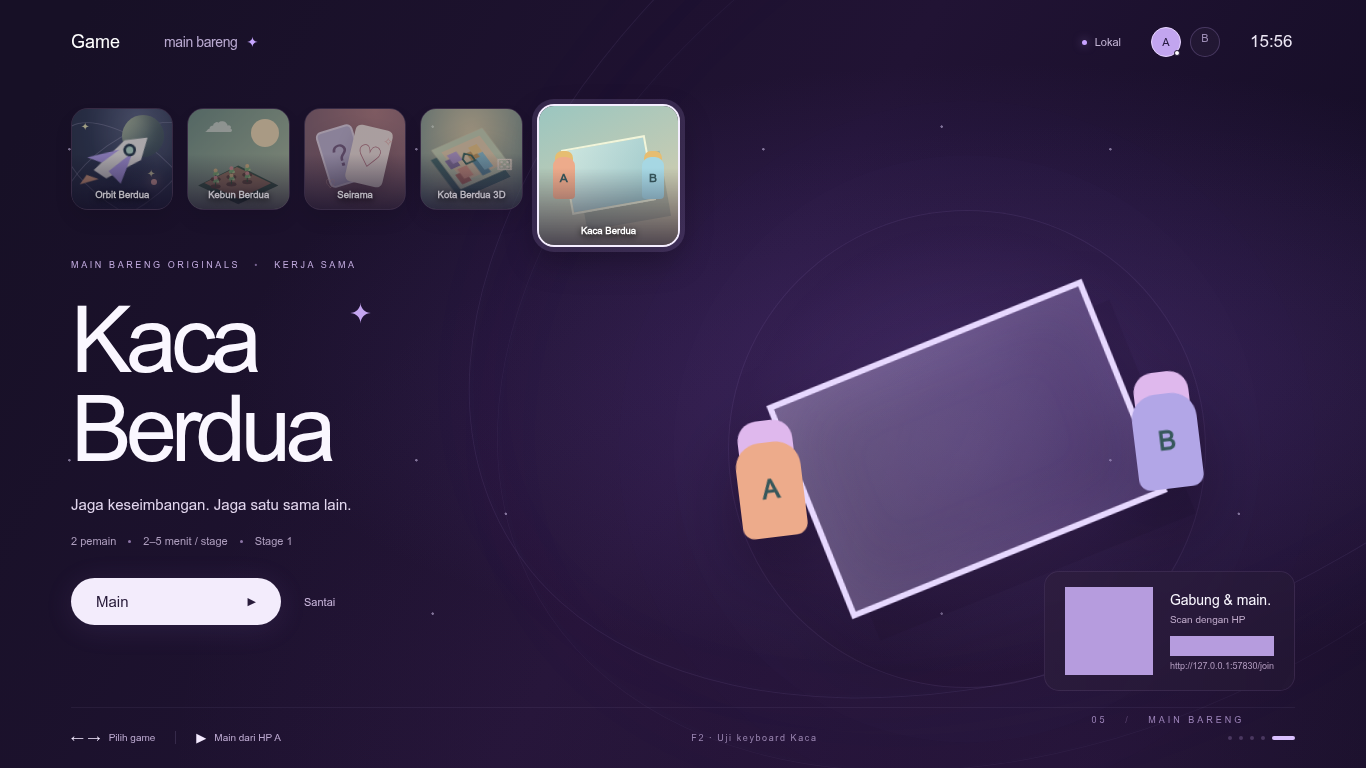 Game
main bareng
Lokal
A
B
15:56
?
Orbit Berdua
Kebun Berdua
Seirama
Kota Berdua 3D
A
B
Kaca Berdua
MAIN BARENG ORIGINALS · KERJA SAMA
Kaca
Berdua
Jaga keseimbangan. Jaga satu sama lain.
2 pemain • 2–5 menit / stage • Stage 1
Main ▶
Santai
A
B
Gabung & main.
Scan dengan HP
http://127.0.0.1:57830/join
05 / MAIN BARENG
←→ Pilih game
▶ Main dari HP A
F2 · Uji keyboard Kaca